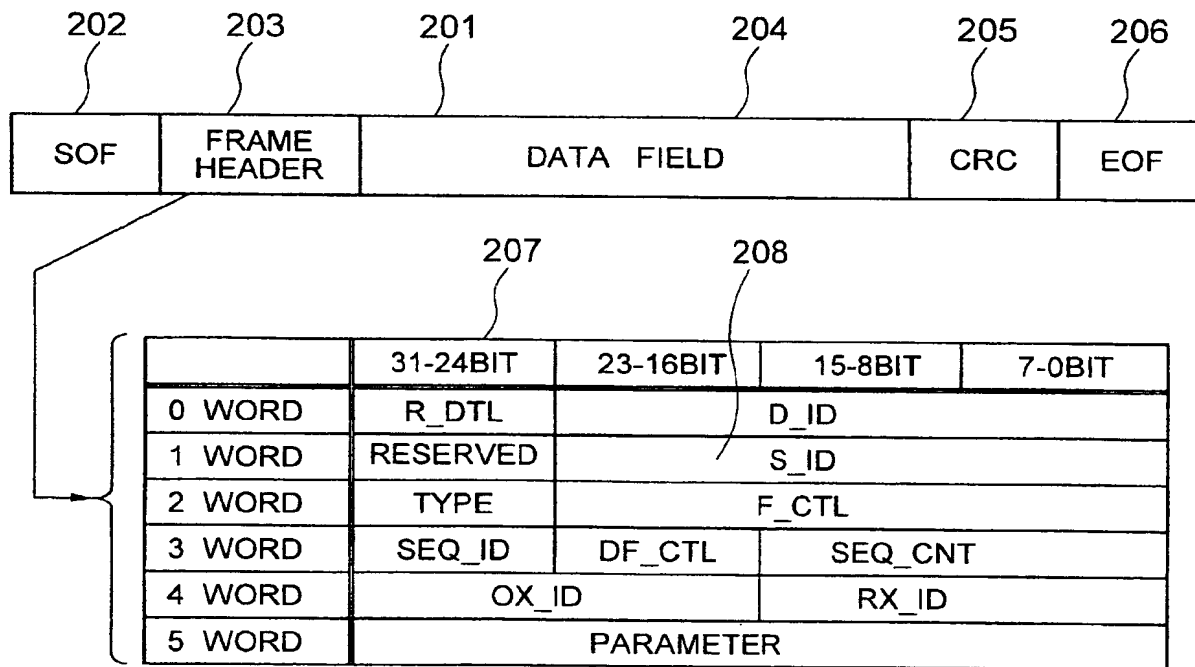 202 203 201 204 205 206
SOF FRAME HEADER DATA FIELD CRC EOF
207 208
31-24BIT 23-16BIT 15-8BIT 7-0BIT
0 WORD R_DTL D_ID
1 WORD RESERVED S_ID
2 WORD TYPE F_CTL
3 WORD SEQ_ID DF_CTL SEQ_CNT
4 WORD OX_ID RX_ID
5 WORD PARAMETER